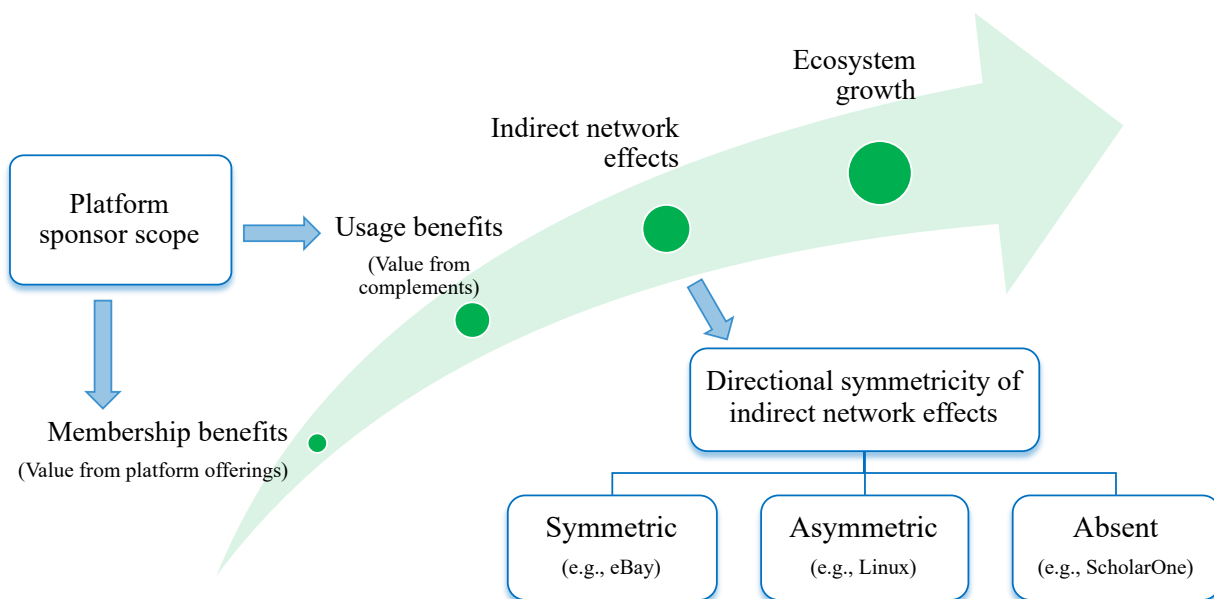 Ecosystem
growth
Indirect network
effects
Platform
sponsor scope
Usage benefits
(Value from
complements)
Membership benefits
(Value from platform offerings)
Directional symmetricity of
indirect network effects
Symmetric
(e.g., eBay)
Asymmetric
(e.g., Linux)
Absent
(e.g., ScholarOne)